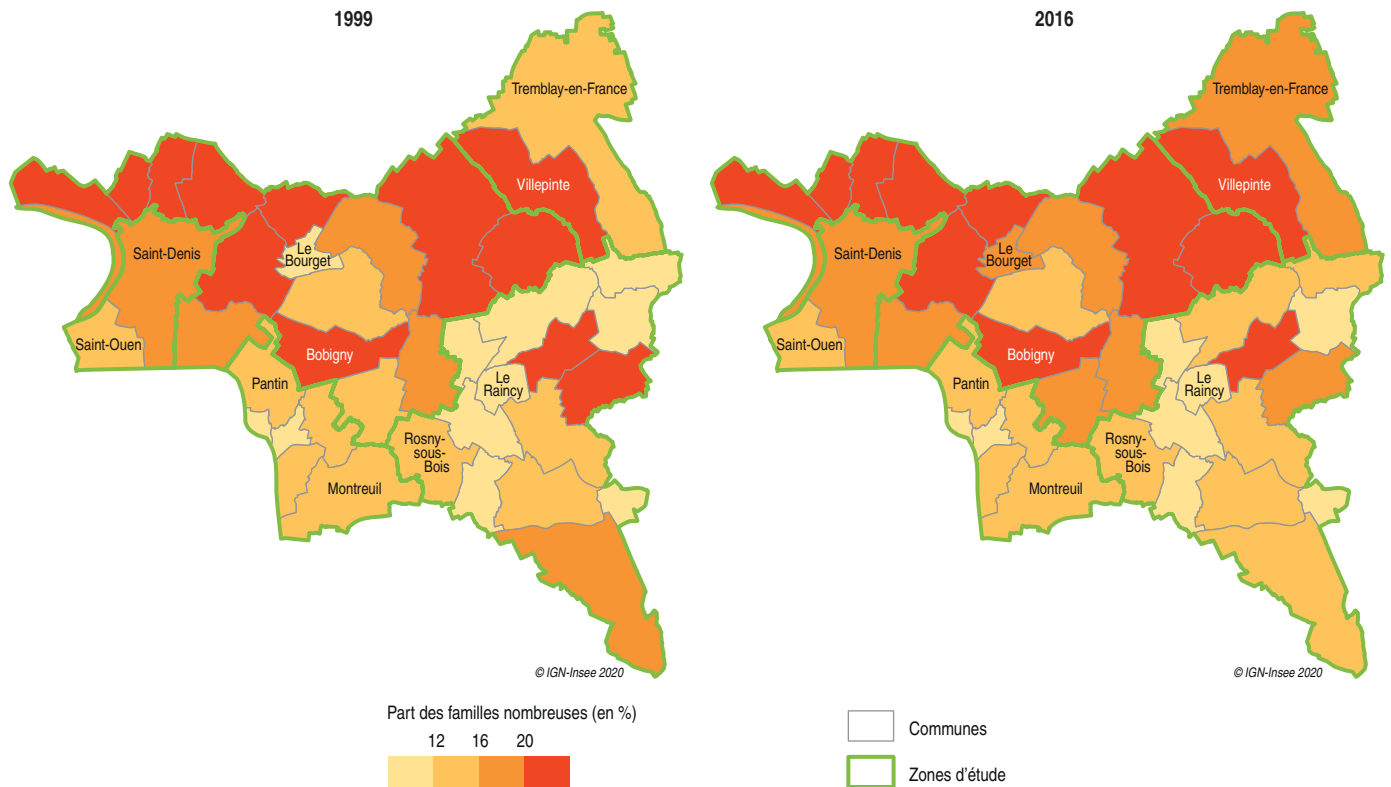 1999
Tremblay-en-France
Villepinte
Saint-Denis
Le
Bourget
Saint-Ouen
Bobigny
Pantin
Le
Raincy
Rosny-
sous-
Bois
Montreuil
© IGN-Insee 2020
2016
Tremblay-en-France
Villepinte
Saint-Denis
Le
Bourget
Saint-Ouen
Bobigny
Pantin
Le
Raincy
Rosny-
sous-
Bois
Montreuil
© IGN-Insee 2020
Part des familles nombreuses (en %)
12 16 20
Communes
Zones d'étude